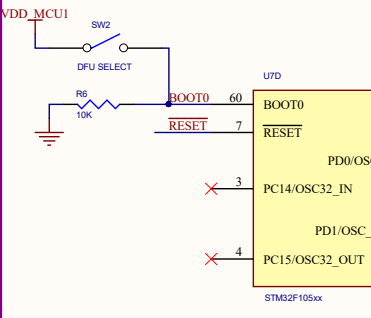 VDD_MCU1
SW2
DFU SELECT
U7D
R6
10K
BOOT0
60
BOOT0
RESET
7
RESET
PD0/OS
3
PC14/OSC32_IN
PD1/OSC_
4
PC15/OSC32_OUT
STM32F105xx